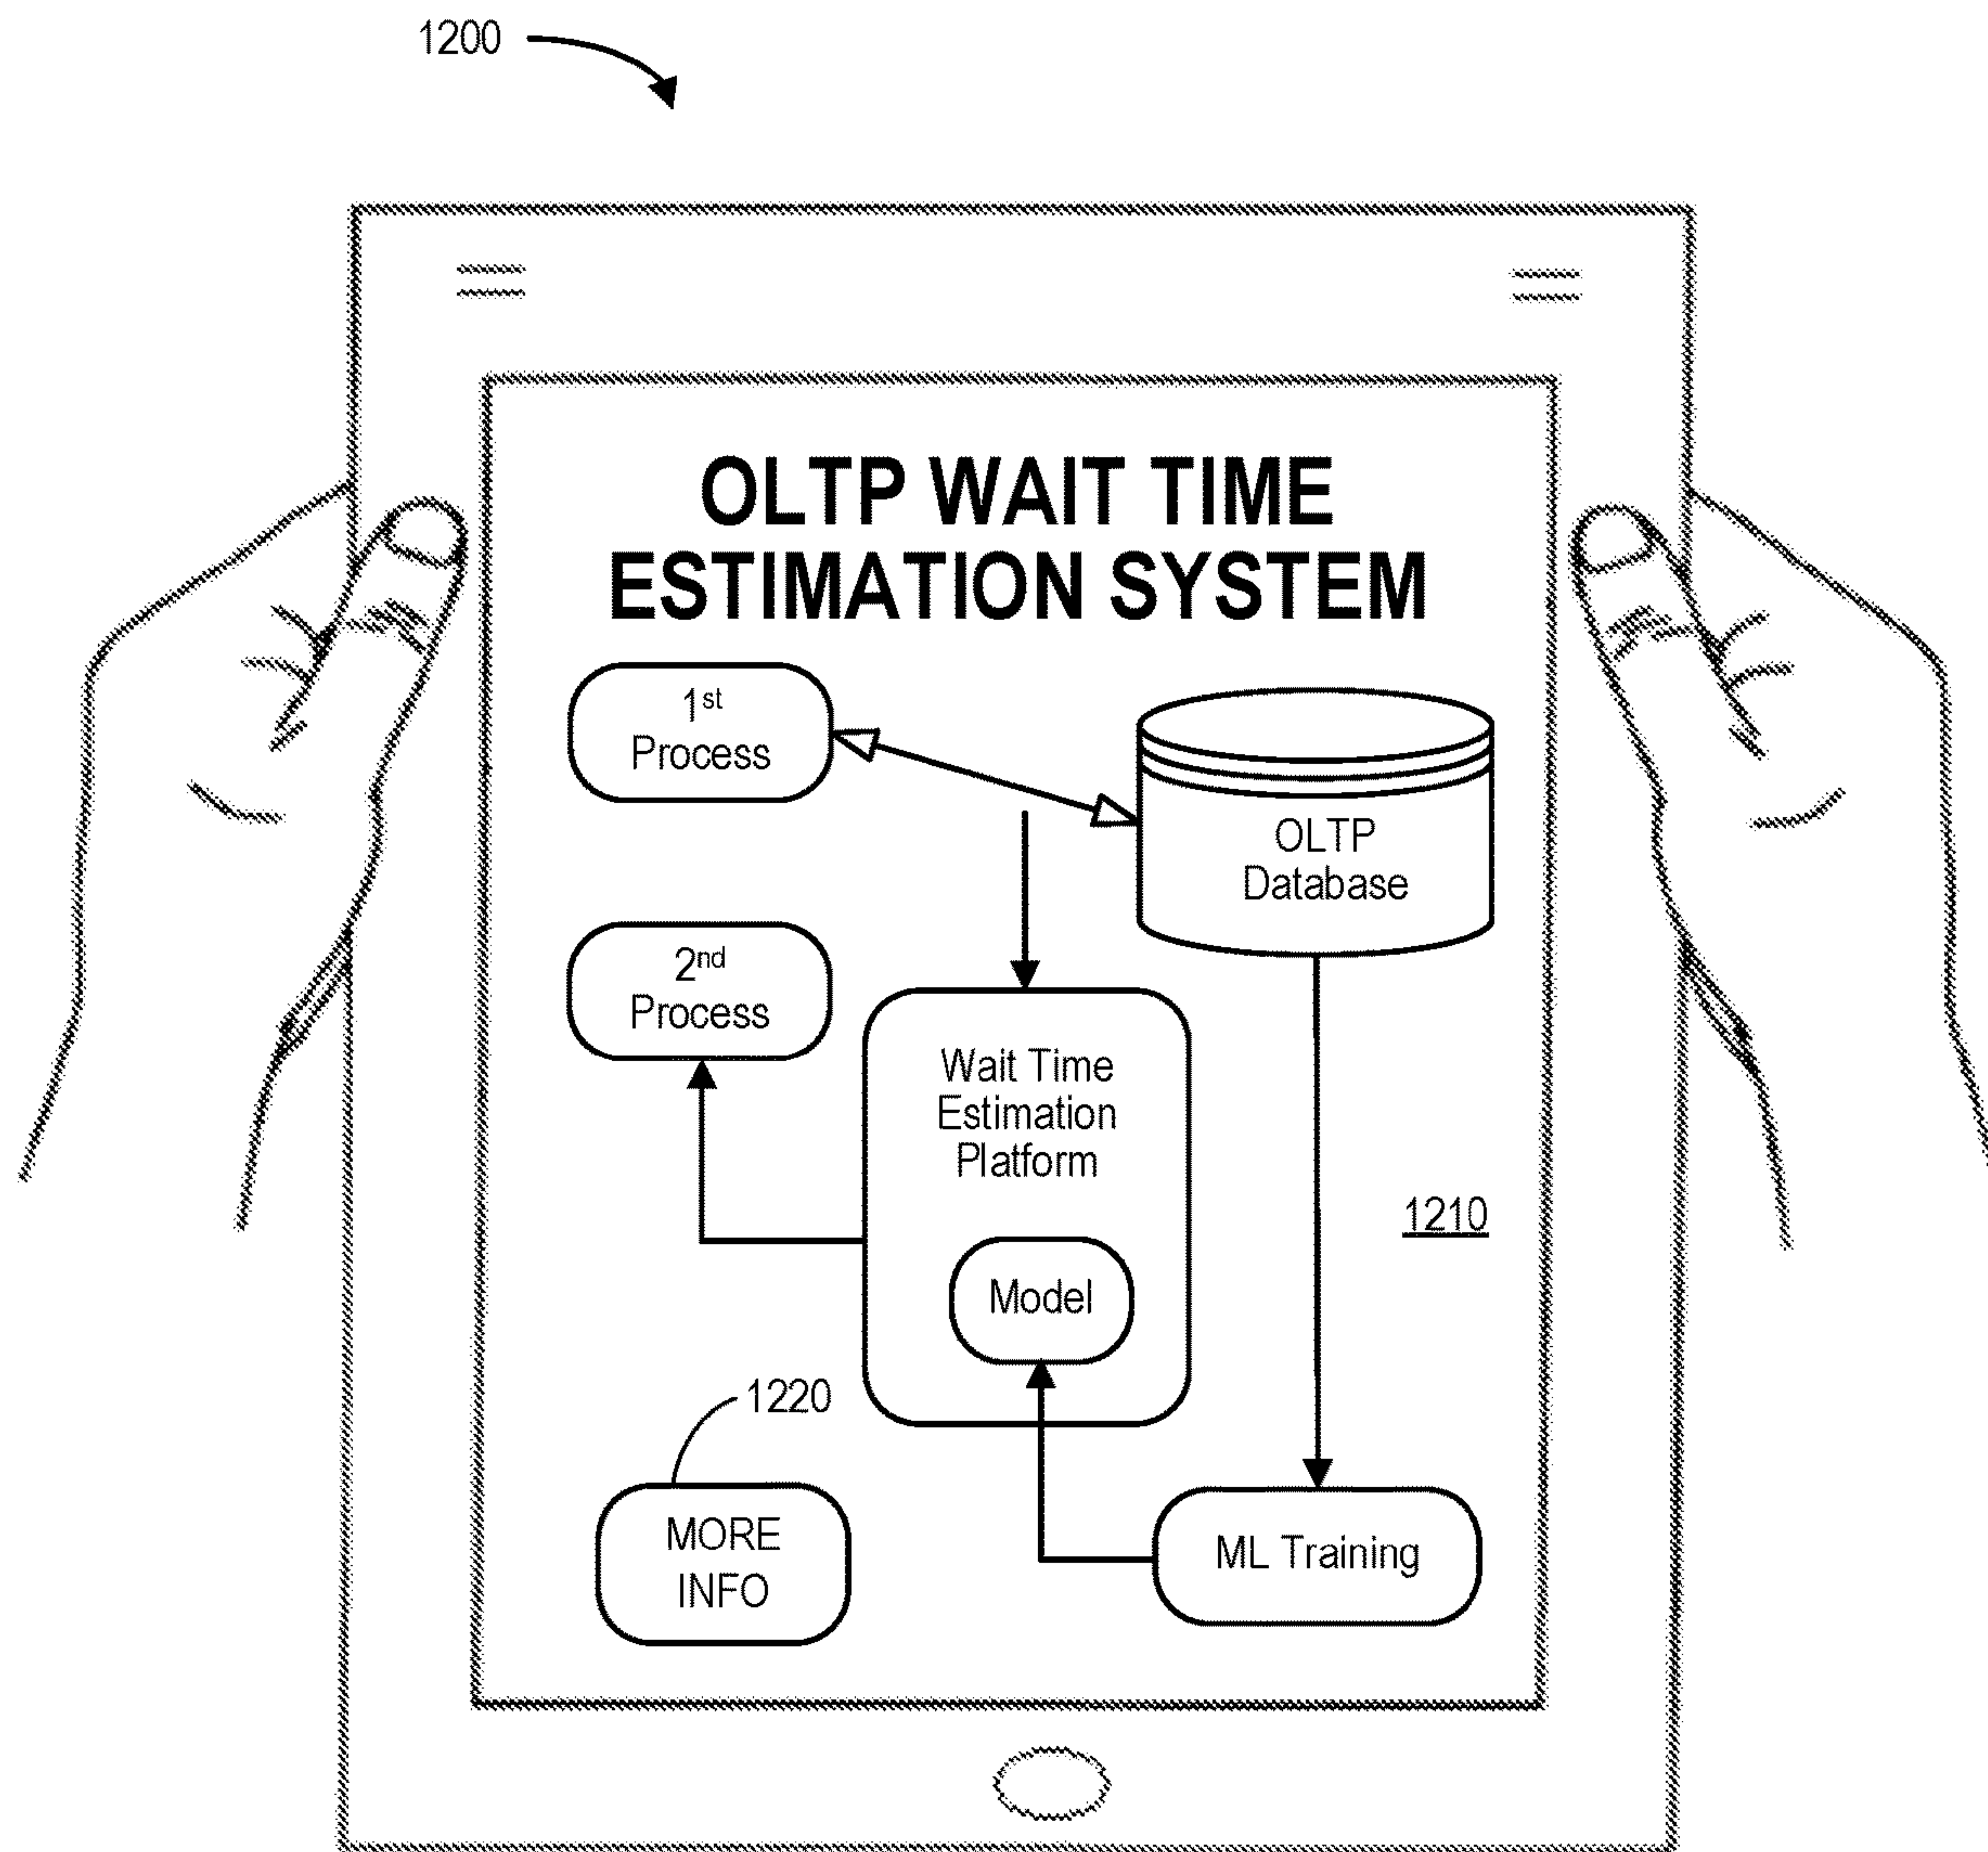 1200
OLTP WAIT TIME
ESTIMATION SYSTEM
1st
Process
OLTP
Database
2nd
Process
Wait Time
Estimation
Platform
1210
Model
1220
MORE
INFO
ML Training